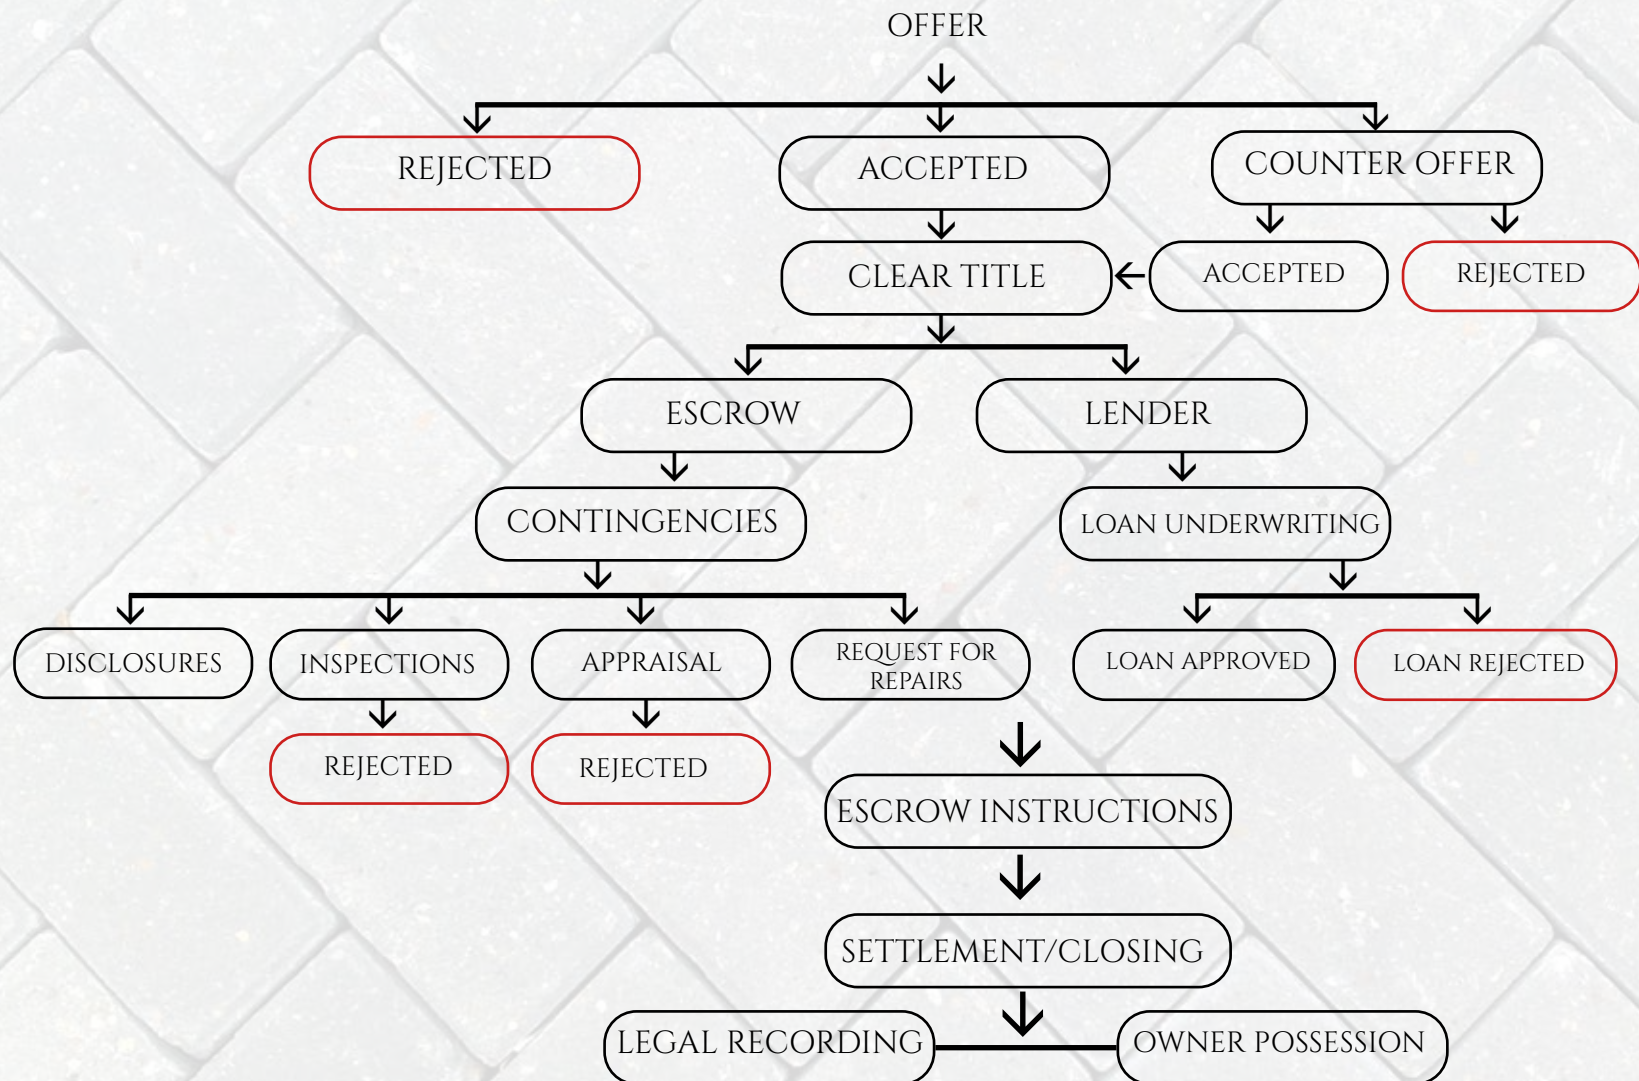 OFFER
REJECTED
ACCEPTED
COUNTER OFFER
CLEAR TITLE
ACCEPTED
REJECTED
ESCROW
LENDER
CONTINGENCIES
LOAN UNDERWRITING
DISCLOSURES
INSPECTIONS
APPRAISAL
REQUEST FOR
REPAIRS
LOAN APPROVED
LOAN REJECTED
REJECTED
REJECTED
ESCROW INSTRUCTIONS
SETTLEMENT/CLOSING
LEGAL RECORDING
OWNER POSSESSION